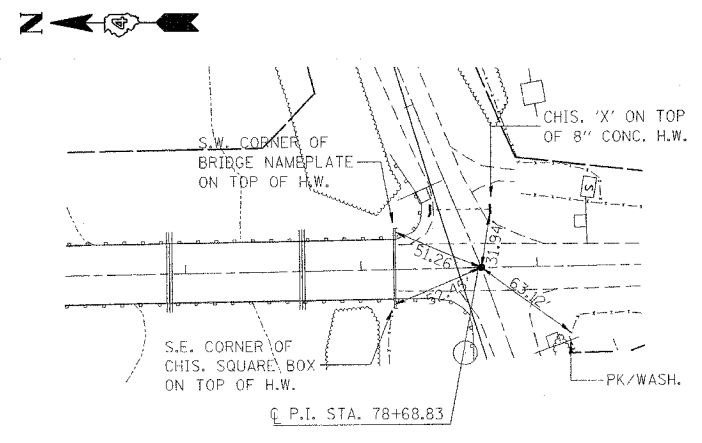 N
CHIS. 'X' ON TOP
OF 8" CONC. H.W.
S.W. CORNER OF
BRIDGE NAMEPLATE
ON TOP OF H.W.
S
51.26'
31.94'
63.12'
S.E. CORNER OF
CHIS. SQUARE BOX
ON TOP OF H.W.
PK/WASH.
℄ P.I. STA. 78+68.83